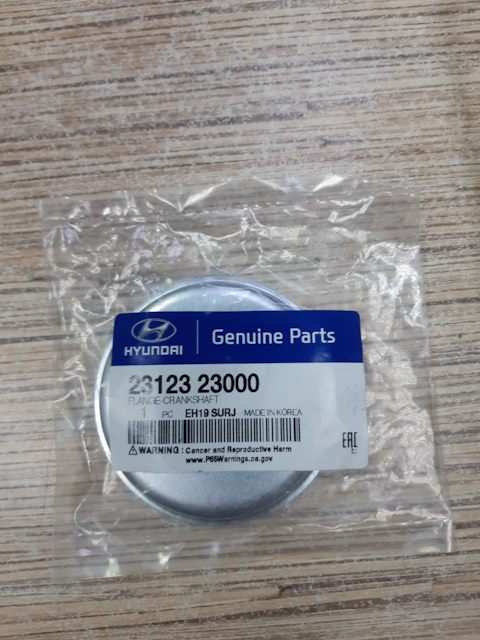 HYUNDAI
Genuine Parts
23123 23000
FLANGE-CRANKSHAFT
1 PC EH19 SURJ MADE IN KOREA
WARNING : Cancer and Reproductive Harm
www.P65Warnings.ca.gov
EAC
E